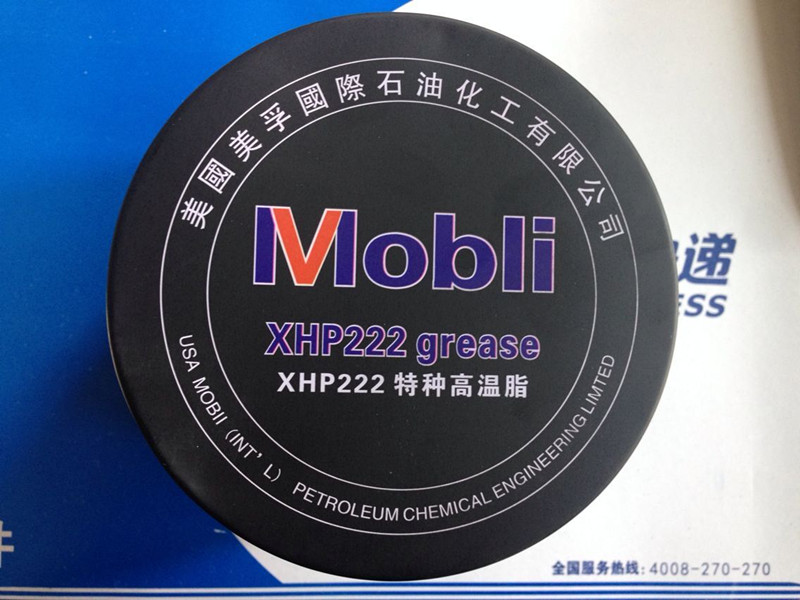 美國美孚國際石油化工有限公司
Mobli
XHP222 grease
XHP222 特种高温脂
USA MOBII (INT'L) PETROLEUM CHEMICAL ENGINEERING LIMTED
递
ESS
件
全国服务热线:4008-270-270